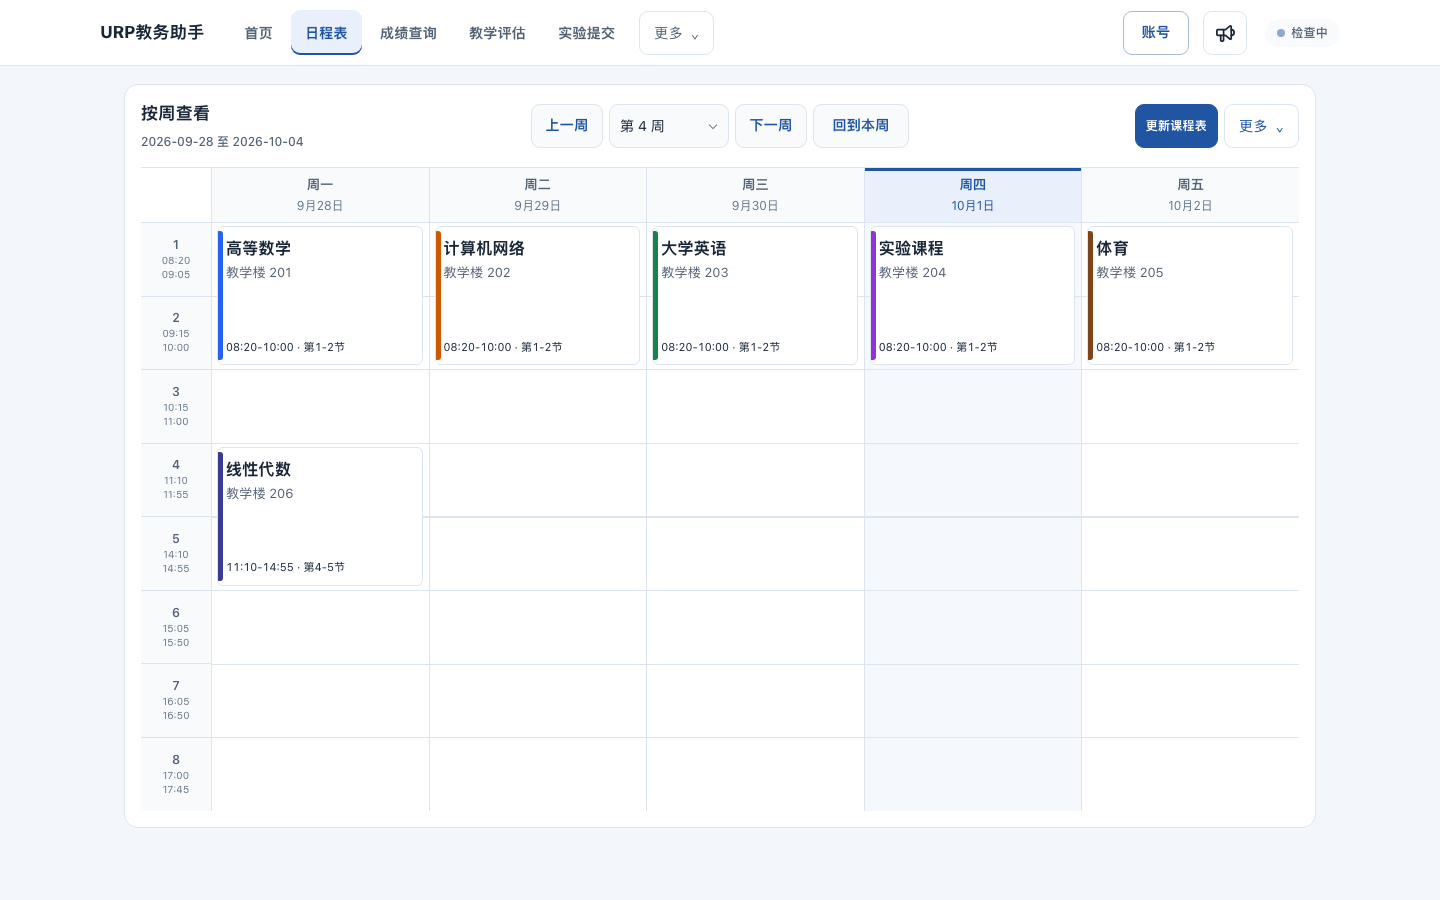 URP教务助手
首页
日程表
成绩查询
教学评估
实验提交
更多
账号
检查中
按周查看
2026-09-28 至 2026-10-04
上一周
第 4 周
下一周
回到本周
更新课程表
更多
周一
9月28日
周二
9月29日
周三
9月30日
周四
10月1日
周五
10月2日
1
08:20
09:05
高等数学
教学楼 201
08:20-10:00 · 第1-2节
计算机网络
教学楼 202
08:20-10:00 · 第1-2节
大学英语
教学楼 203
08:20-10:00 · 第1-2节
实验课程
教学楼 204
08:20-10:00 · 第1-2节
体育
教学楼 205
08:20-10:00 · 第1-2节
2
09:15
10:00
3
10:15
11:00
4
11:10
11:55
线性代数
教学楼 206
11:10-14:55 · 第4-5节
5
14:10
14:55
6
15:05
15:50
7
16:05
16:50
8
17:00
17:45